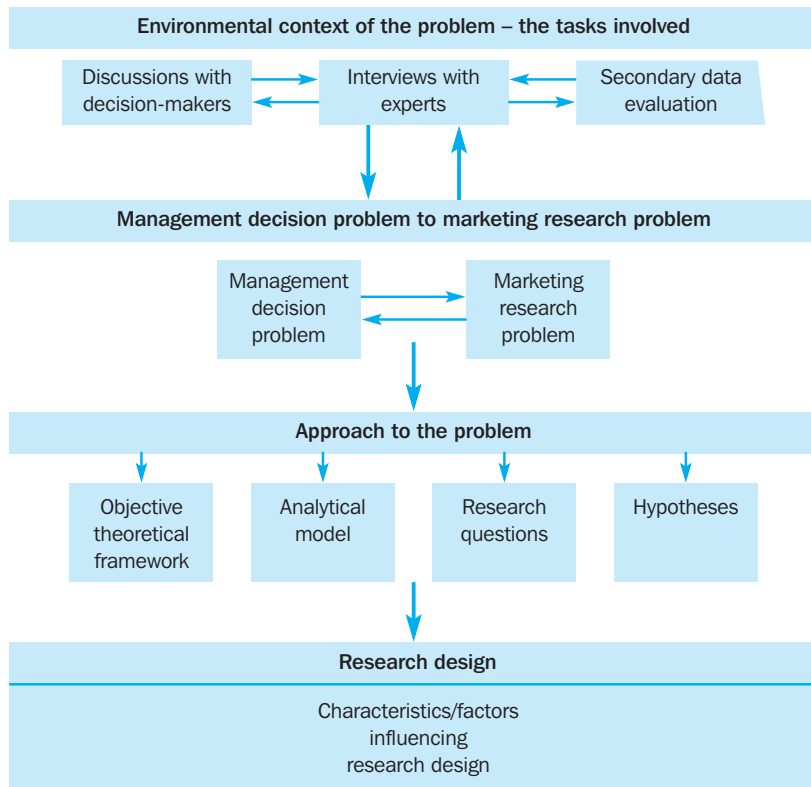 Environmental context of the problem – the tasks involved
Discussions with
decision-makers
Interviews with
experts
Secondary data
evaluation
Management decision problem to marketing research problem
Management
decision
problem
Marketing
research
problem
Approach to the problem
Objective
theoretical
framework
Analytical
model
Research
questions
Hypotheses
Research design
Characteristics/factors
influencing
research design